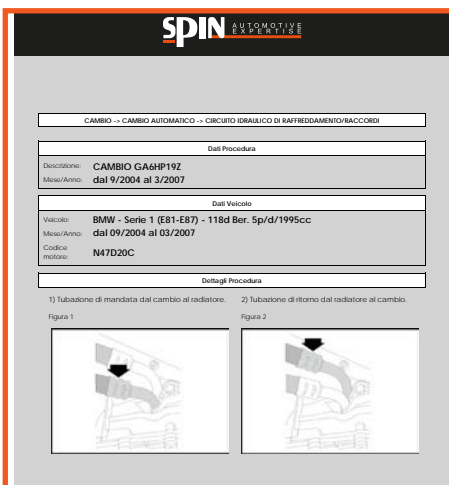 SPIN AUTOMOTIVE
EXPERTISE
CAMBIO -> CAMBIO AUTOMATICO -> CIRCUITO IDRAULICO DI RAFFREDDAMENTO/RACCORDI
Dati Procedura
Descrizione: CAMBIO GA6HP19Z
Mese/Anno: dal 9/2004 al 3/2007
Dati Veicolo
Veicolo: BMW - Serie 1 (E81-E87) - 118d Ber. 5p/d/1995cc
Mese/Anno: dal 09/2004 al 03/2007
Codice
motore: N47D20C
Dettagli Procedura
1) Tubazione di mandata dal cambio al radiatore.
Figura 1
2) Tubazione di ritorno dal radiatore al cambio.
Figura 2